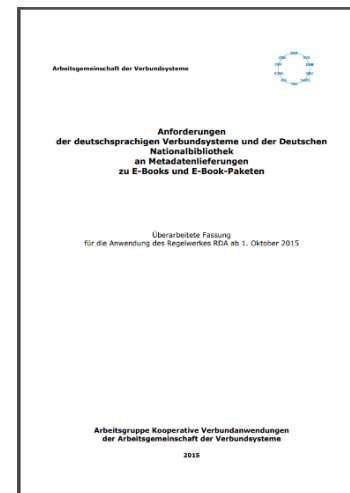 Arbeitsgemeinschaft der Verbundsysteme
Anforderungen
der deutschsprachigen Verbundsysteme und der Deutschen
Nationalbibliothek
an Metadatenlieferungen
zu E-Books und E-Book-Paketen
Überarbeitete Fassung
für die Anwendung des Regelwerkes RDA ab 1. Oktober 2015
Arbeitsgruppe Kooperative Verbundanwendungen
der Arbeitsgemeinschaft der Verbundsysteme
2015